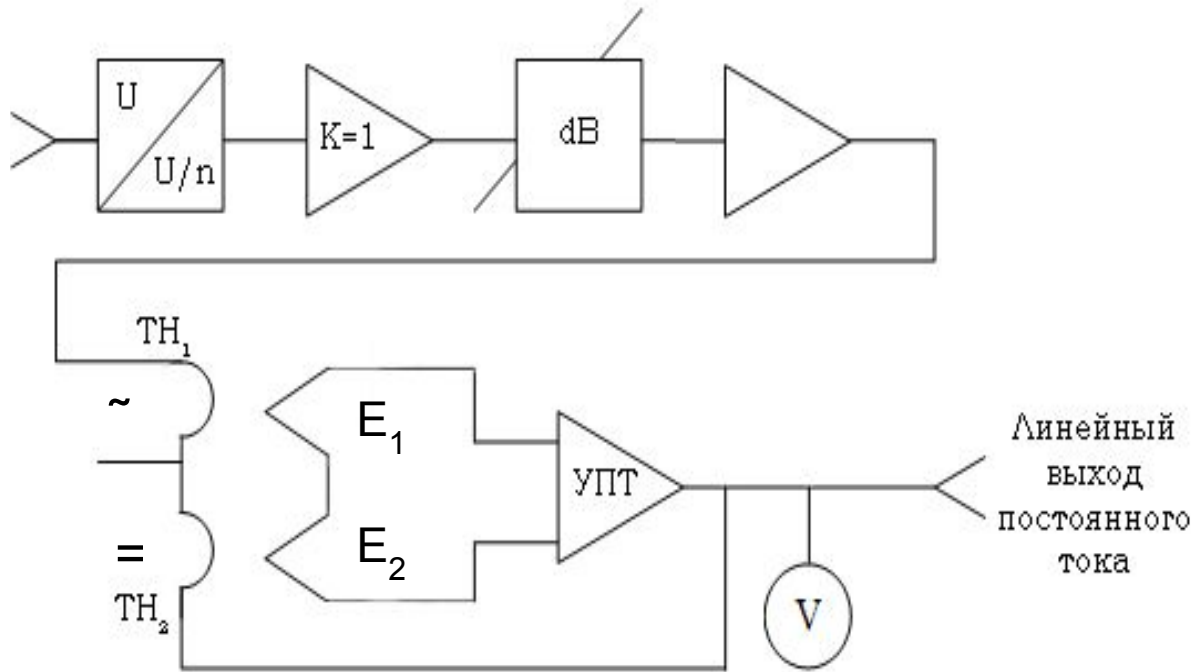 U
U/n
K=1
dB
TH₁
~
=
TH₂
E₁
E₂
УПТ
V
Линейный
выход
постоянного
тока